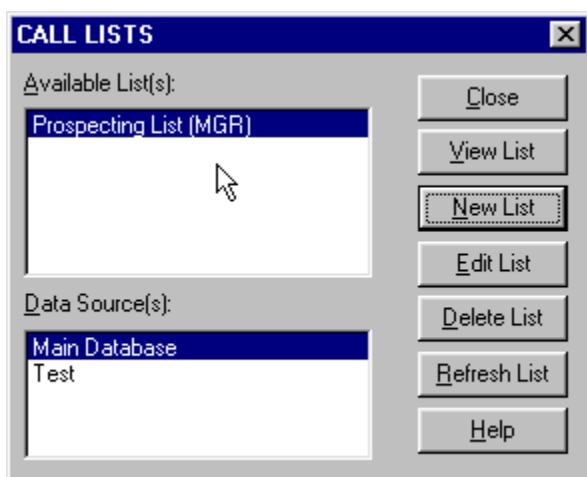 CALL LISTS
Available List(s):
Prospecting List (MGR)
Data Source(s):
Main Database
Test
Close
View List
New List
Edit List
Delete List
Refresh List
Help